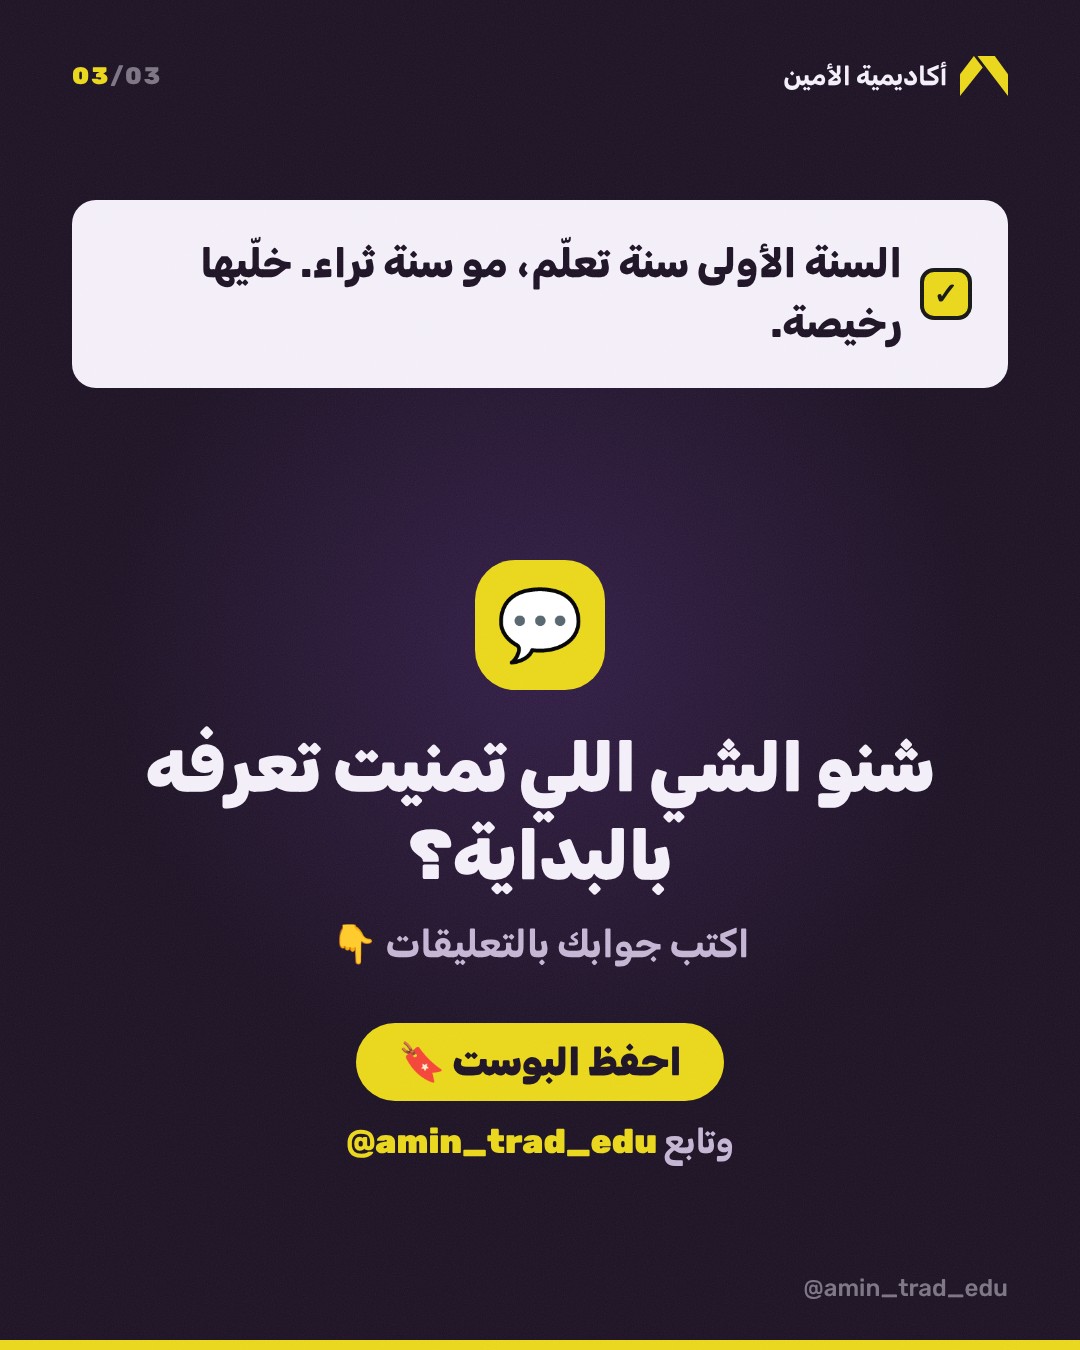 أكاديمية الأمين
03/03
السنة الأولى سنة تعلّم، مو سنة ثراء. خلّيها
رخيصة.
شنو الشي اللي تمنيت تعرفه
بالبداية؟
اكتب جوابك بالتعليقات 👇
احفظ البوست 🔖
وتابع @amin_trad_edu
@amin_trad_edu